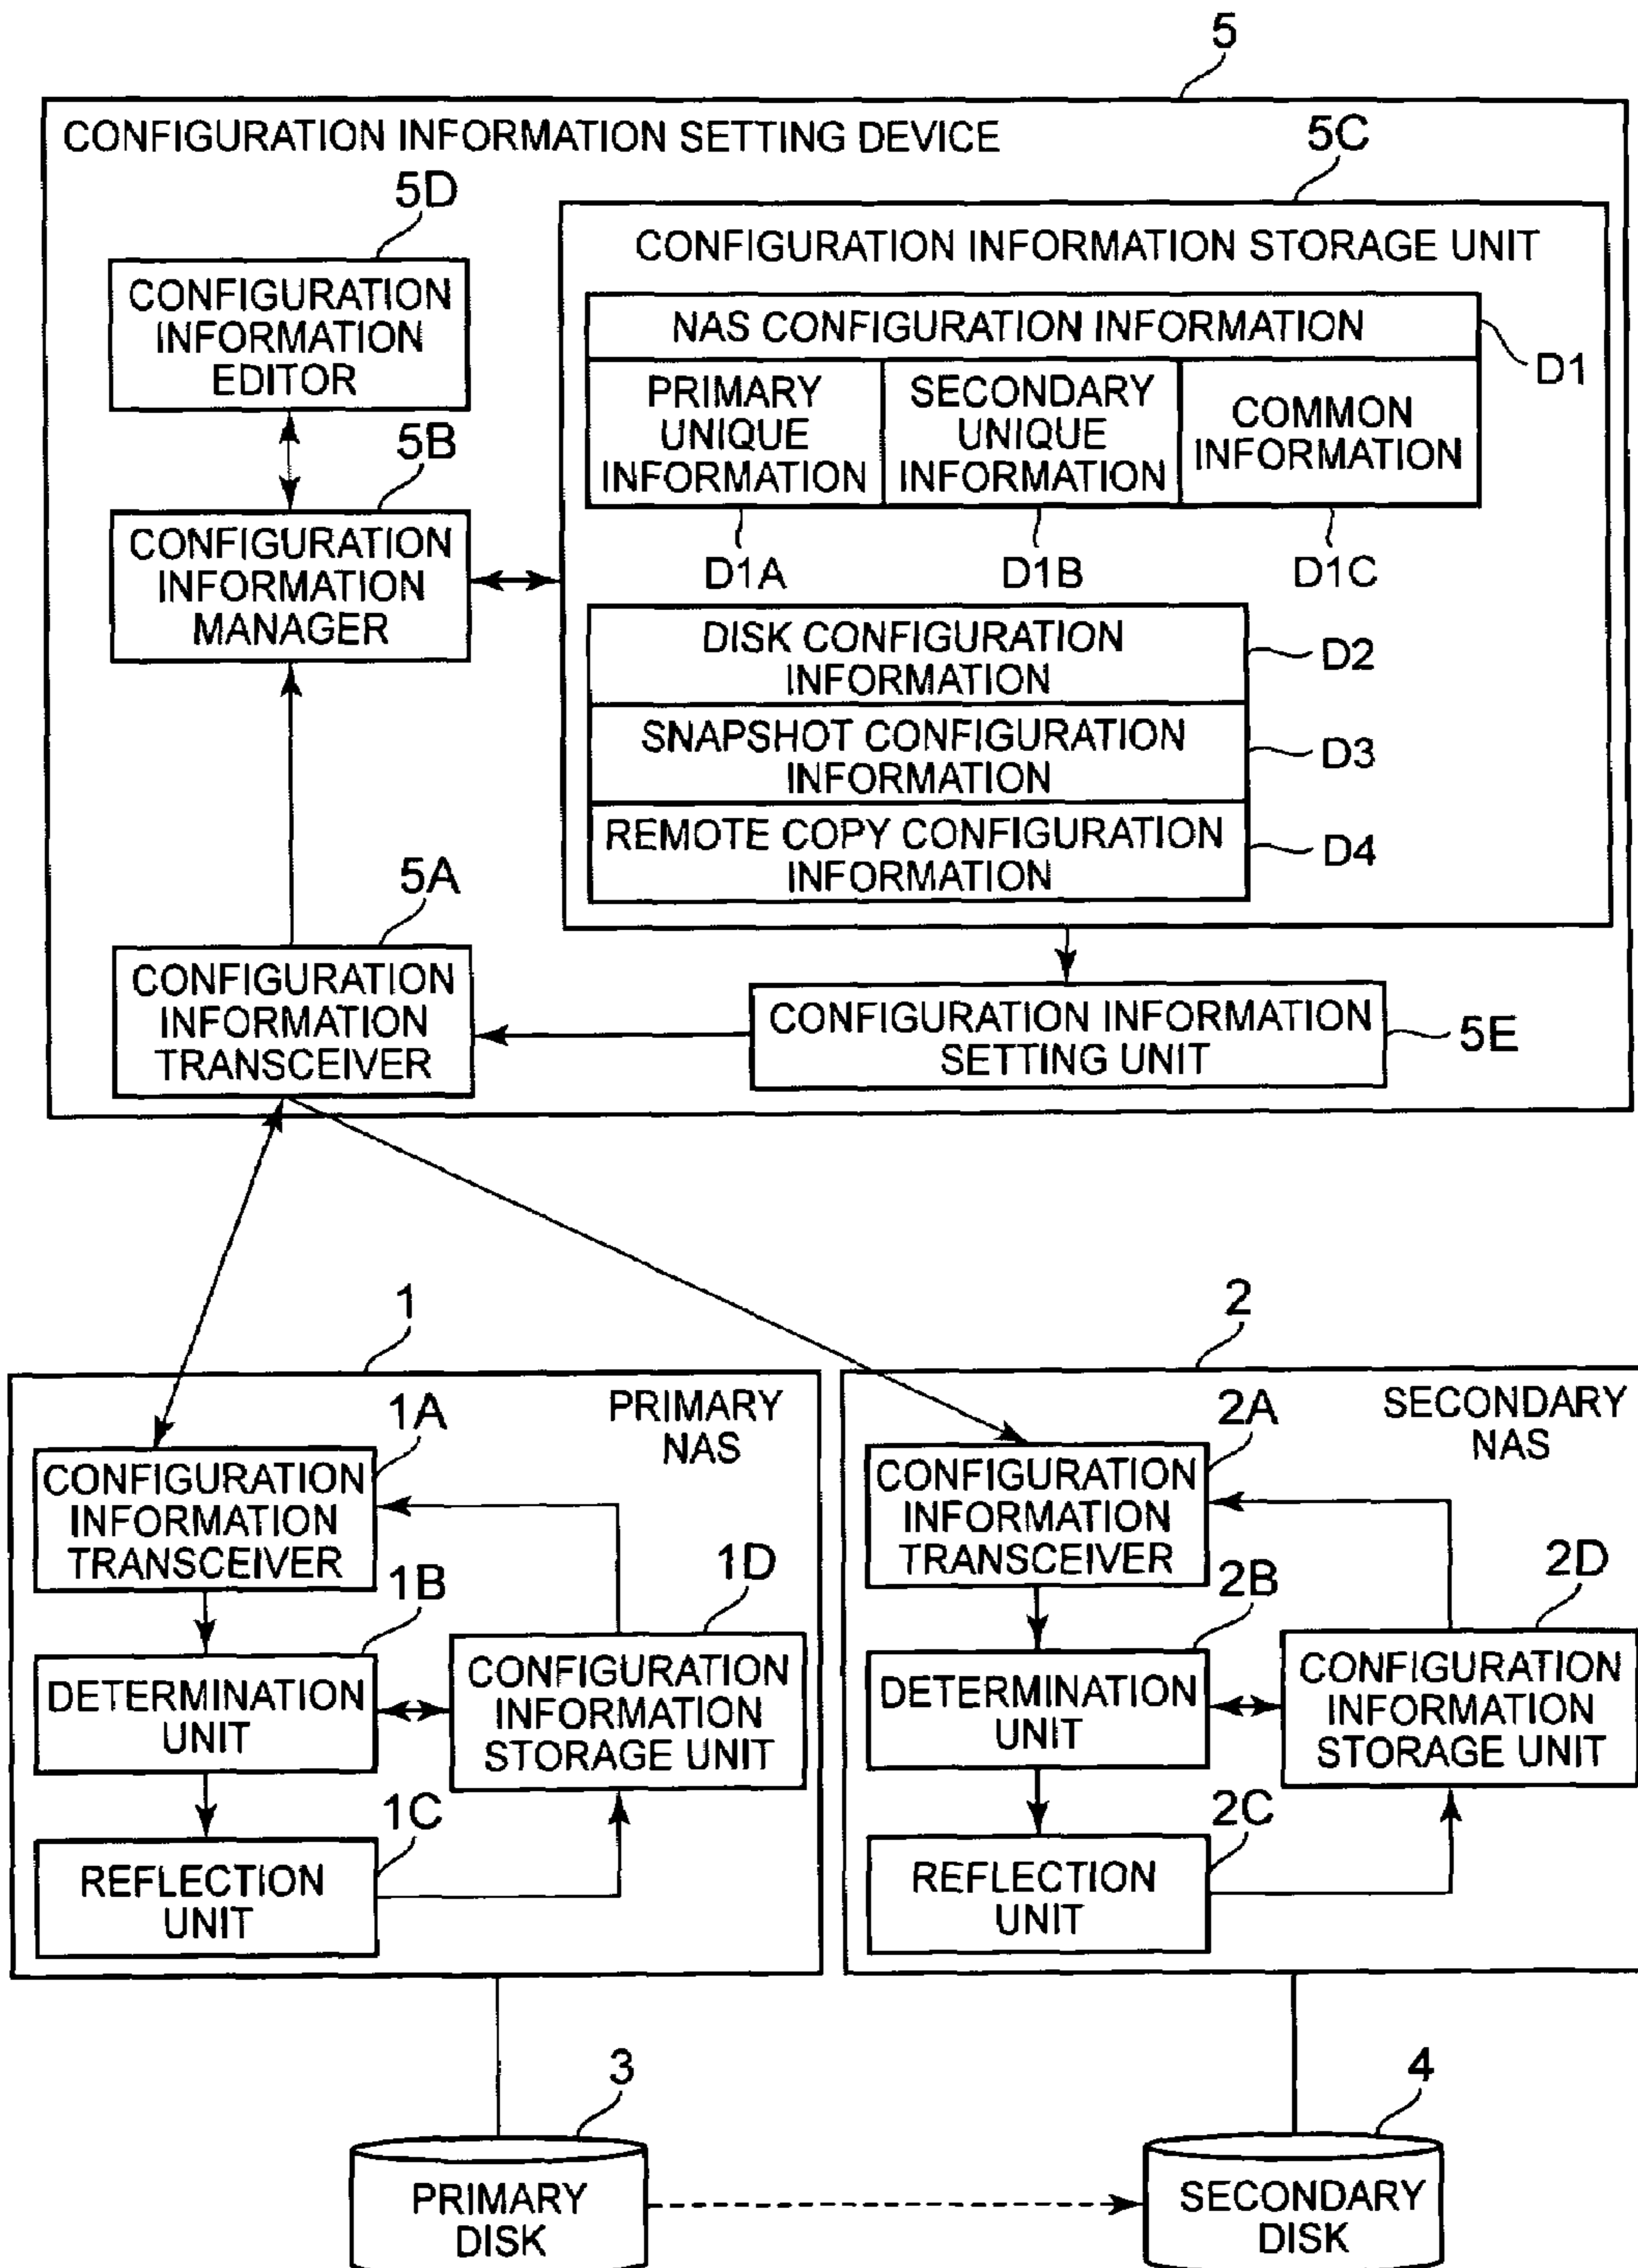 5
CONFIGURATION INFORMATION SETTING DEVICE
5C
5D
CONFIGURATION INFORMATION STORAGE UNIT
CONFIGURATION
INFORMATION
EDITOR
NAS CONFIGURATION INFORMATION
D1
PRIMARY
UNIQUE
INFORMATION
SECONDARY
UNIQUE
INFORMATION
COMMON
INFORMATION
5B
CONFIGURATION
INFORMATION
MANAGER
D1A
D1B
D1C
DISK CONFIGURATION
INFORMATION
D2
SNAPSHOT CONFIGURATION
INFORMATION
D3
REMOTE COPY CONFIGURATION
INFORMATION
D4
5A
CONFIGURATION
INFORMATION
TRANSCEIVER
CONFIGURATION INFORMATION
SETTING UNIT
5E
1
PRIMARY
NAS
1A
CONFIGURATION
INFORMATION
TRANSCEIVER
1B
1D
DETERMINATION
UNIT
CONFIGURATION
INFORMATION
STORAGE UNIT
1C
REFLECTION
UNIT
2
SECONDARY
NAS
2A
CONFIGURATION
INFORMATION
TRANSCEIVER
2B
2D
DETERMINATION
UNIT
CONFIGURATION
INFORMATION
STORAGE UNIT
2C
REFLECTION
UNIT
3
PRIMARY
DISK
4
SECONDARY
DISK